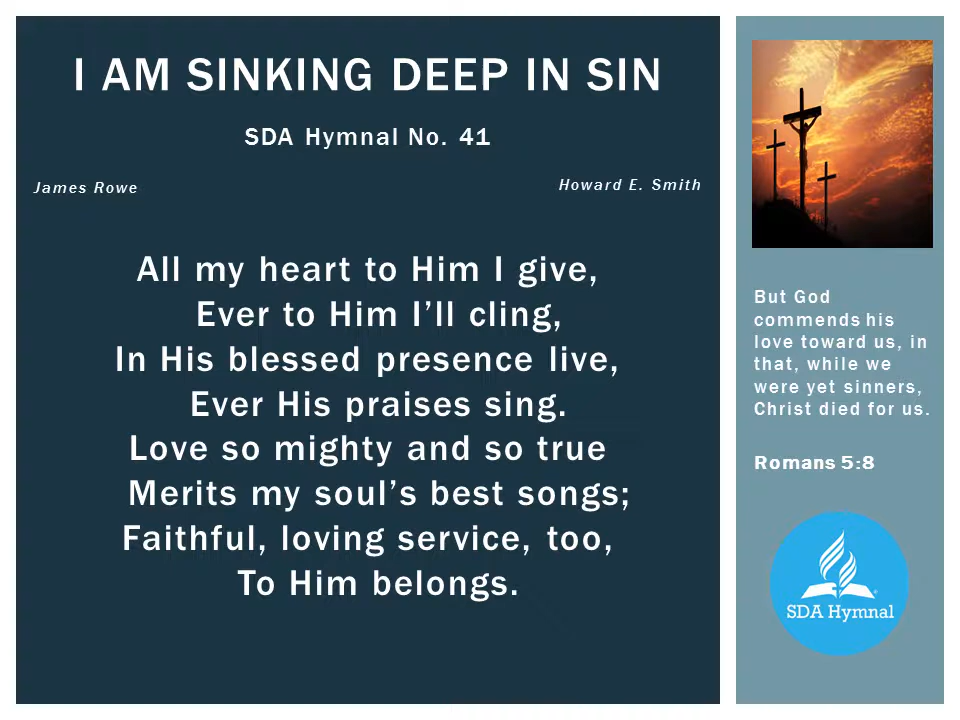 I AM SINKING DEEP IN SIN
SDA Hymnal No. 41
James Rowe
Howard E. Smith
All my heart to Him I give,
Ever to Him I’ll cling,
In His blessed presence live,
Ever His praises sing.
Love so mighty and so true
Merits my soul’s best songs;
Faithful, loving service, too,
To Him belongs.
But God
commends his
love toward us, in
that, while we
were yet sinners,
Christ died for us.
Romans 5:8
SDA Hymnal